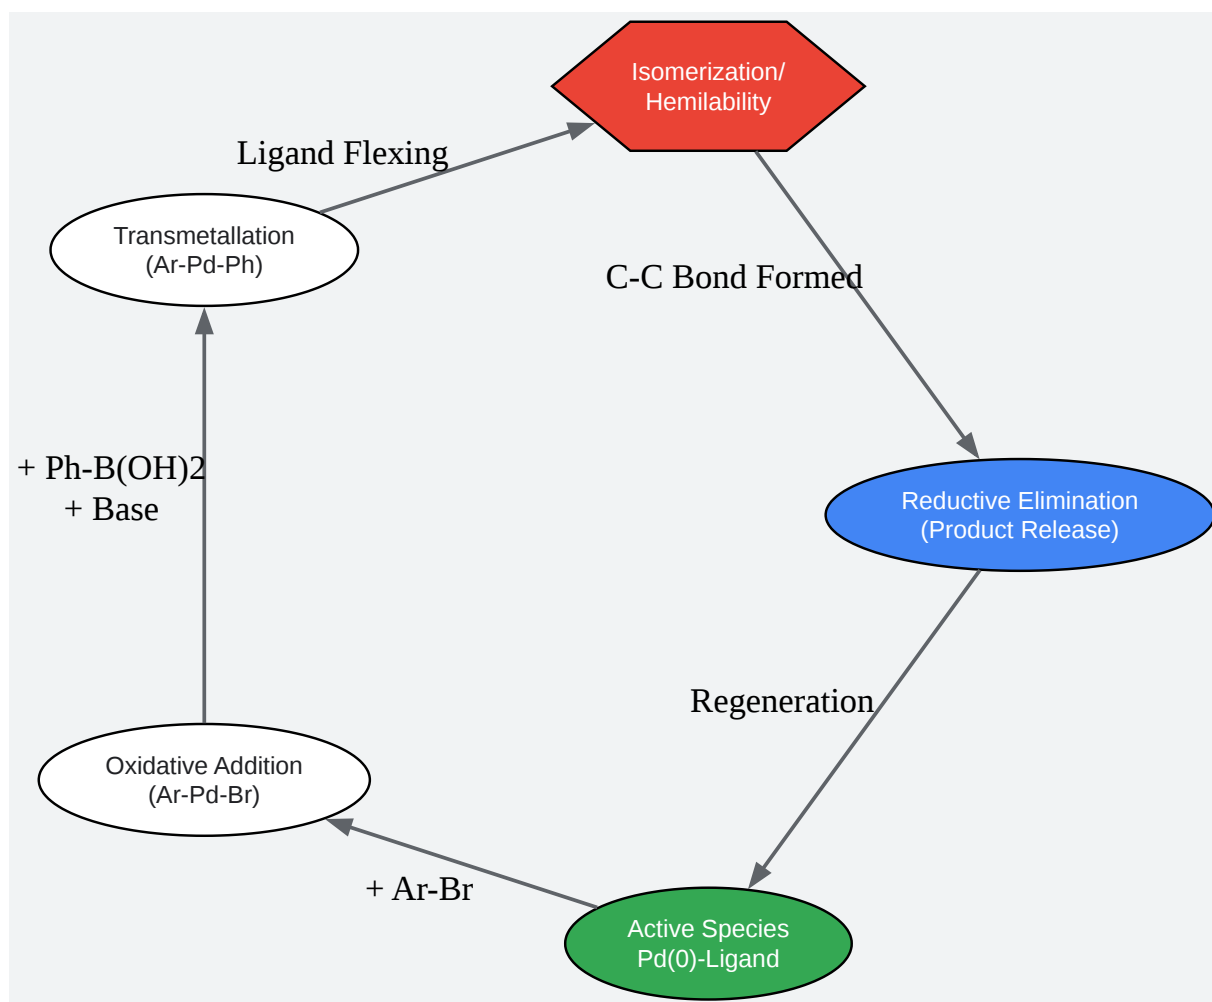 Isomerization/
Hemilability
Ligand Flexing
Transmetallation
(Ar-Pd-Ph)
C-C Bond Formed
+ Ph-B(OH)2
+ Base
Reductive Elimination
(Product Release)
Regeneration
Oxidative Addition
(Ar-Pd-Br)
+ Ar-Br
Active Species
Pd(0)-Ligand